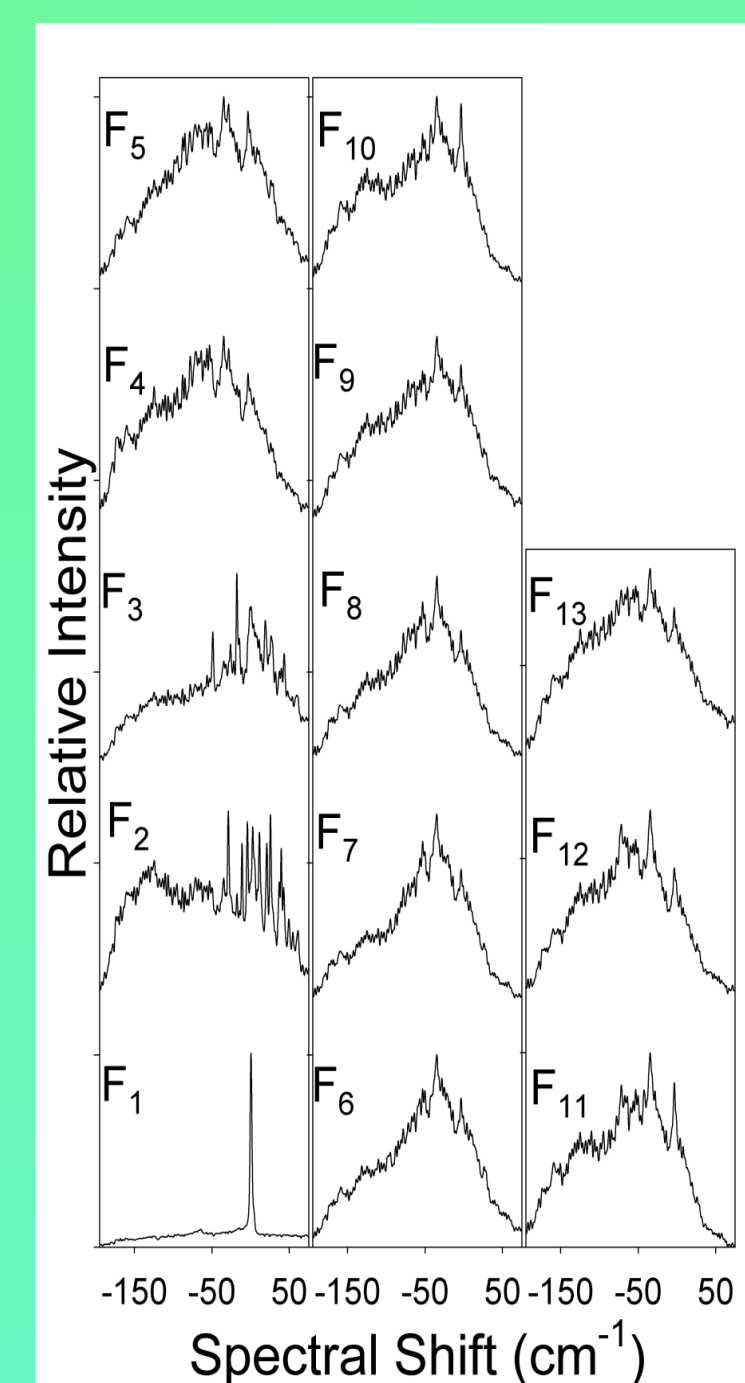 F₅ F₁₀
F₄ F₉
F₃ F₈ F₁₃
F₂ F₇ F₁₂
F₁ F₆ F₁₁
Relative Intensity
-150 -50 50 -150 -50 50 -150 -50 50
Spectral Shift (cm⁻¹)